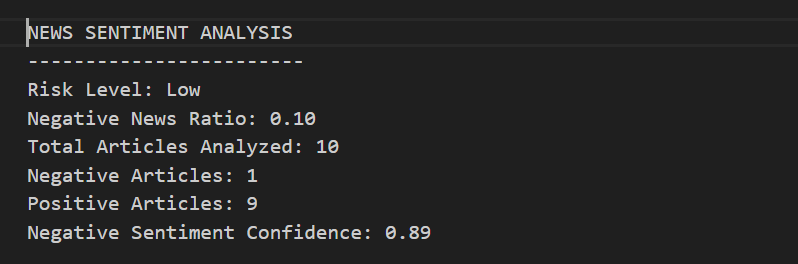 NEWS SENTIMENT ANALYSIS
------------------------
Risk Level: Low
Negative News Ratio: 0.10
Total Articles Analyzed: 10
Negative Articles: 1
Positive Articles: 9
Negative Sentiment Confidence: 0.89